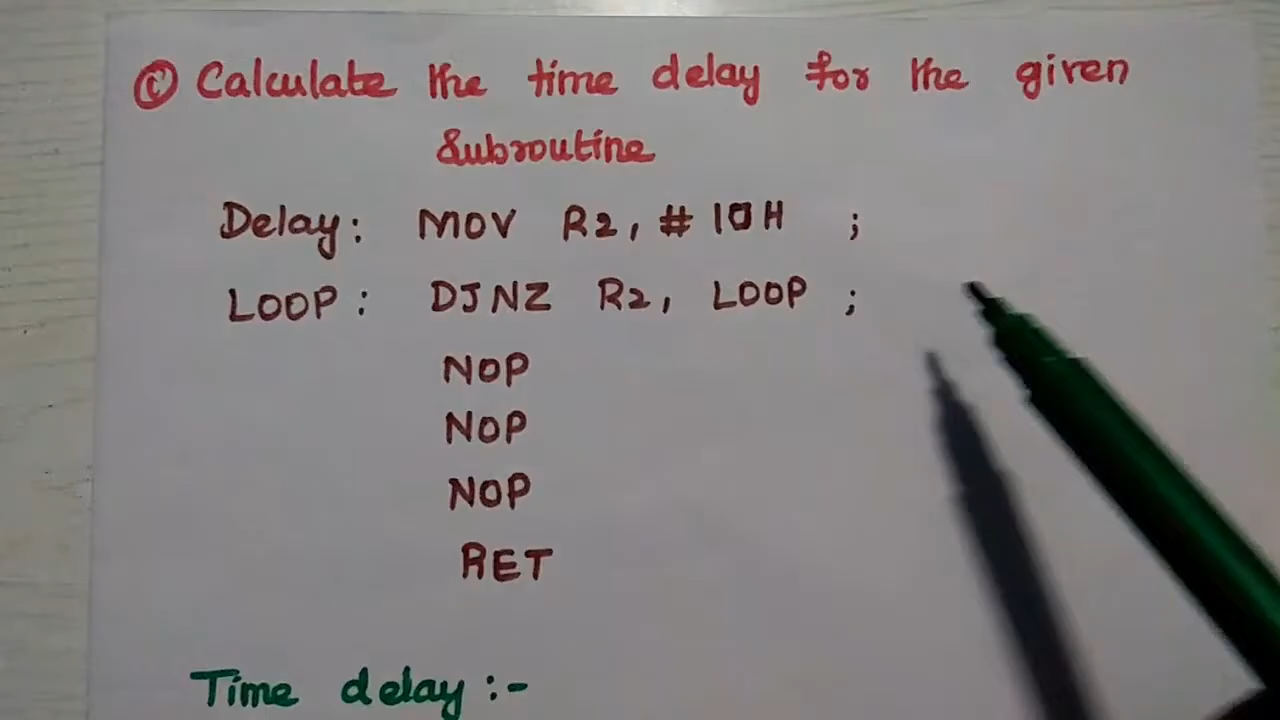 © Calculate the time delay for the given
Subroutine
Delay: MOV R2, # 10H ;
LOOP: DJNZ R2, LOOP ;
NOP
NOP
NOP
RET
Time delay :-